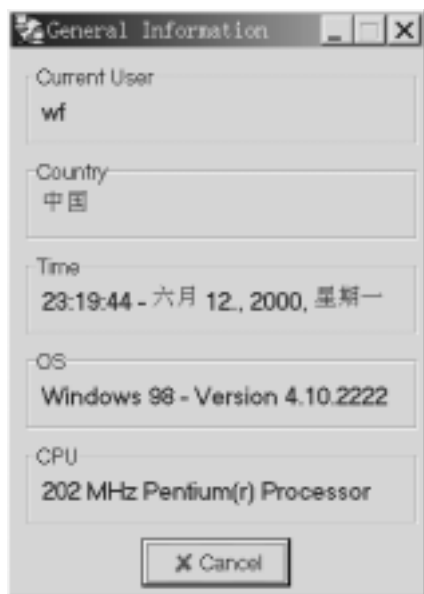 General Information
Current User
wf
Country
中国
Time
23:19:44 - 六月 12., 2000, 星期一
OS
Windows 98 - Version 4.10.2222
CPU
202 MHz Pentium(r) Processor
Cancel